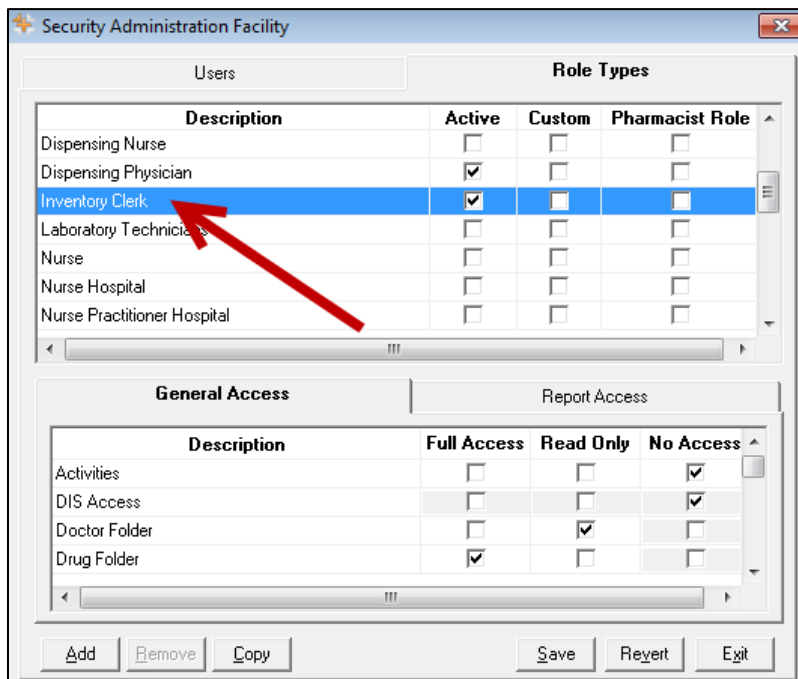 Security Administration Facility
Users Role Types
Description Active Custom Pharmacist Role
Dispensing Nurse
Dispensing Physician
Inventory Clerk
Laboratory Technicians
Nurse
Nurse Hospital
Nurse Practitioner Hospital
General Access Report Access
Description Full Access Read Only No Access
Activities
DIS Access
Doctor Folder
Drug Folder
Add Remove Copy Save Revert Exit